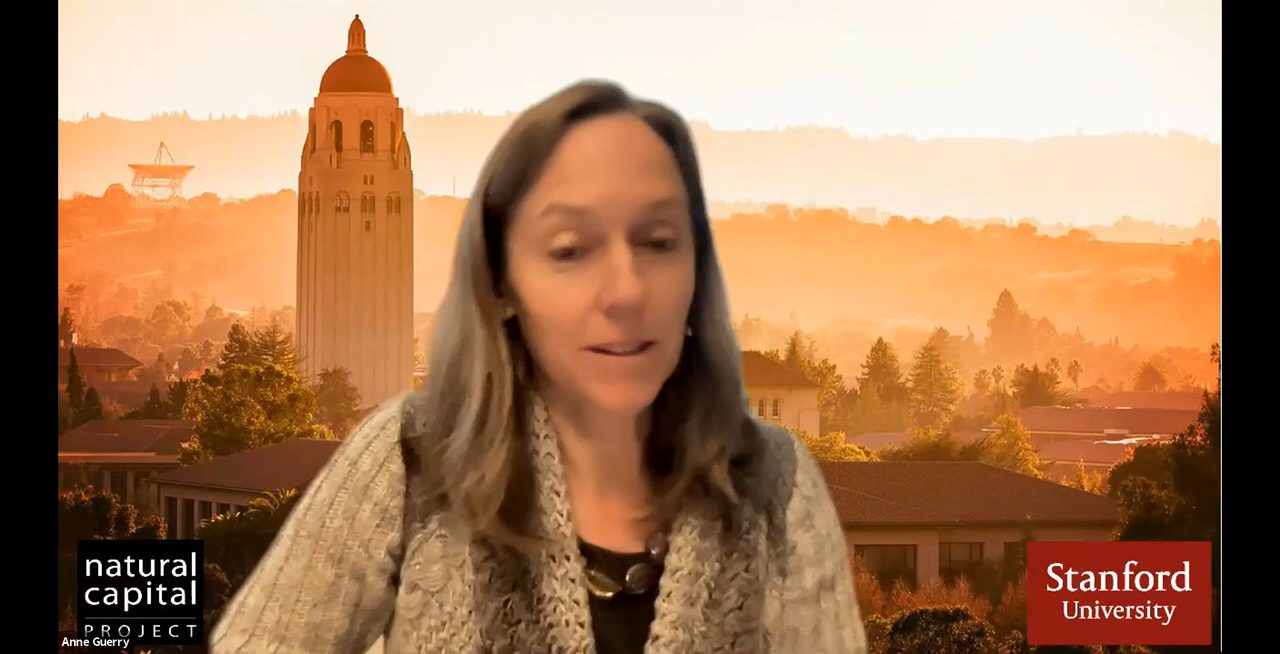 natural
capital
PROJECT
Anne Guerry
Stanford
University